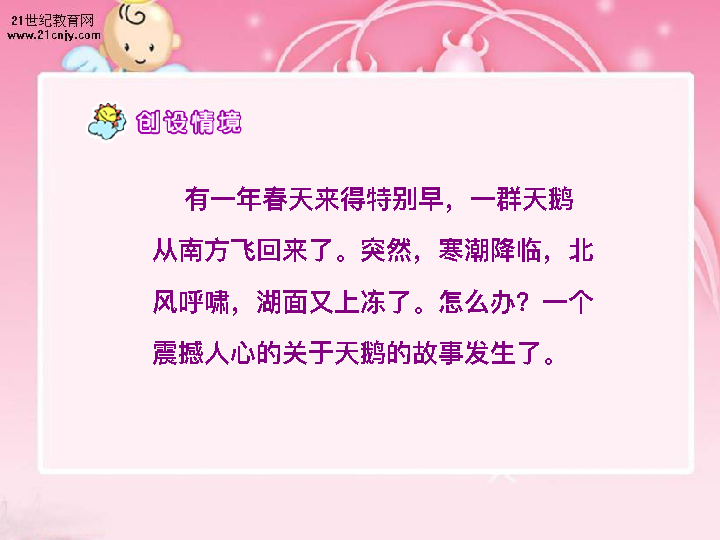 21世纪教育网
www.21cnjy.com
创设情境
有一年春天来得特别早，一群天鹅
从南方飞回来了。突然，寒潮降临，北
风呼啸，湖面又上冻了。怎么办？一个
震撼人心的关于天鹅的故事发生了。